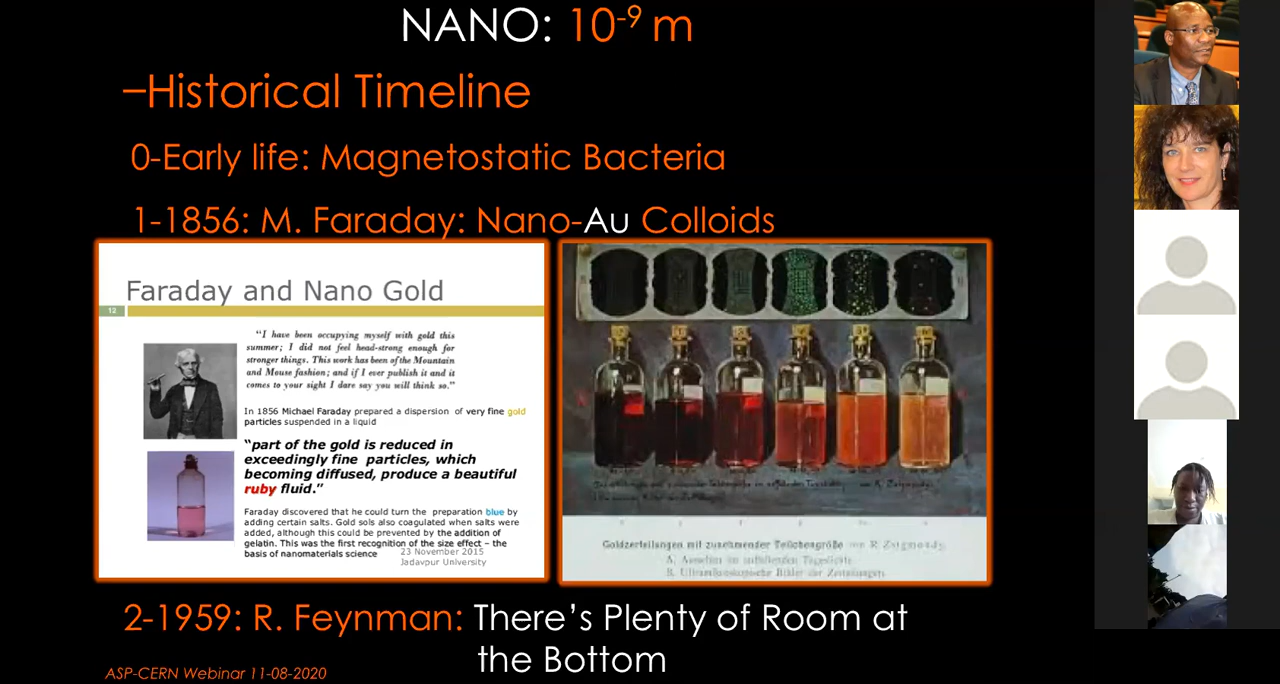 NANO: 10⁻⁹ m
–Historical Timeline
0-Early life: Magnetostatic Bacteria
1-1856: M. Faraday: Nano-Au Colloids
Faraday and Nano Gold
12
"I have been occupying myself with gold this
summer; I did not feel head-strong enough for
stronger things. This work has been of the Mountain
and Mouse fashion; and if I ever publish it and it
comes to your sight I dare say you will think so."
In 1856 Michael Faraday prepared a dispersion of very fine gold
particles suspended in a liquid
"part of the gold is reduced in
exceedingly fine particles, which
becoming diffused, produce a beautiful
ruby fluid."
Faraday discovered that he could turn the preparation blue by
adding certain salts. Gold sols also coagulated when salts were
added, although this could be prevented by the addition of
gelatin. This was the first recognition of the size effect – the
basis of nanomaterials science
23 November 2015
Jadavpur University
Goldzerteilungen mit zunehmender Teilchengröße von R Zsigmondy
A. Aussehen im auffallenden Tageslichte
B. Ultramikroskopische Bilder der Zerteilungen
2-1959: R. Feynman: There's Plenty of Room at
the Bottom
ASP-CERN Webinar 11-08-2020